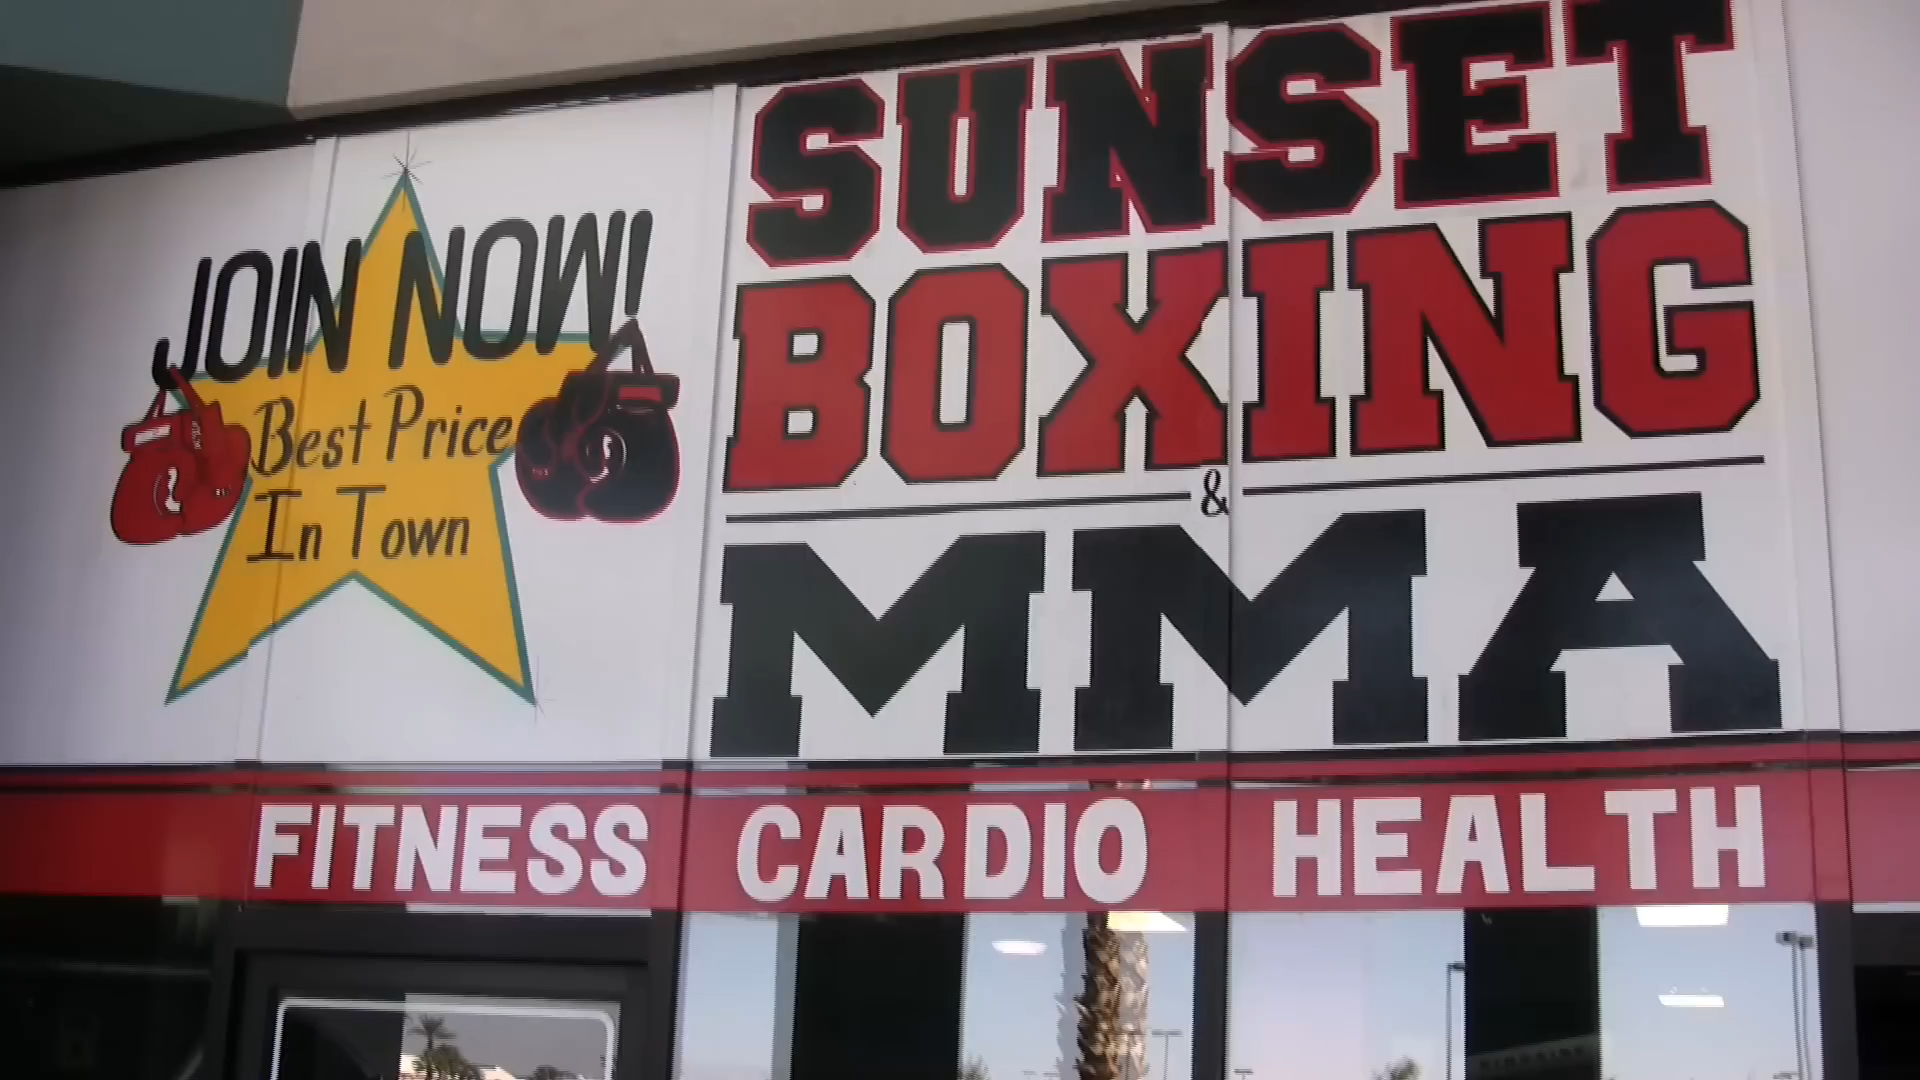 JOIN NOW!
Best Price
In Town
SUNSET
BOXING
&
MMA
FITNESS CARDIO HEALTH